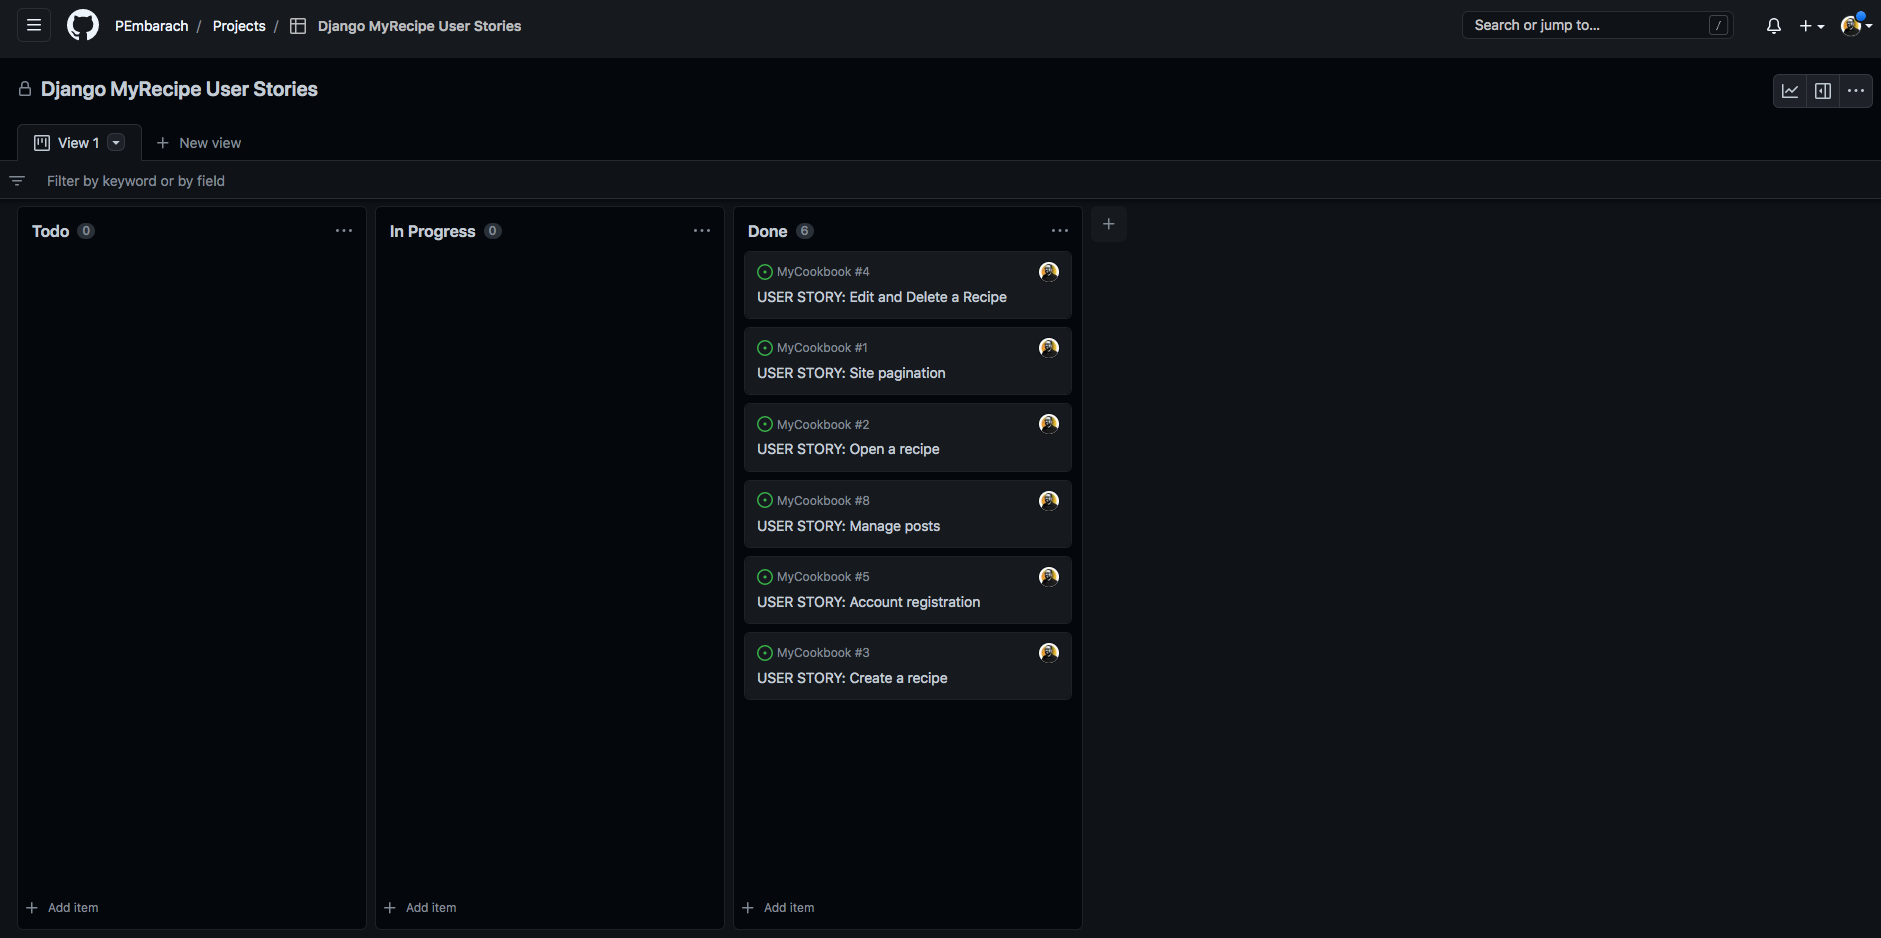 PEmbarach / Projects / Django MyRecipe User Stories
Search or jump to... /
Django MyRecipe User Stories
View 1
New view
Filter by keyword or by field
Todo 0
In Progress 0
Done 6
MyCookbook #4
USER STORY: Edit and Delete a Recipe
MyCookbook #1
USER STORY: Site pagination
MyCookbook #2
USER STORY: Open a recipe
MyCookbook #8
USER STORY: Manage posts
MyCookbook #5
USER STORY: Account registration
MyCookbook #3
USER STORY: Create a recipe
Add item
Add item
Add item